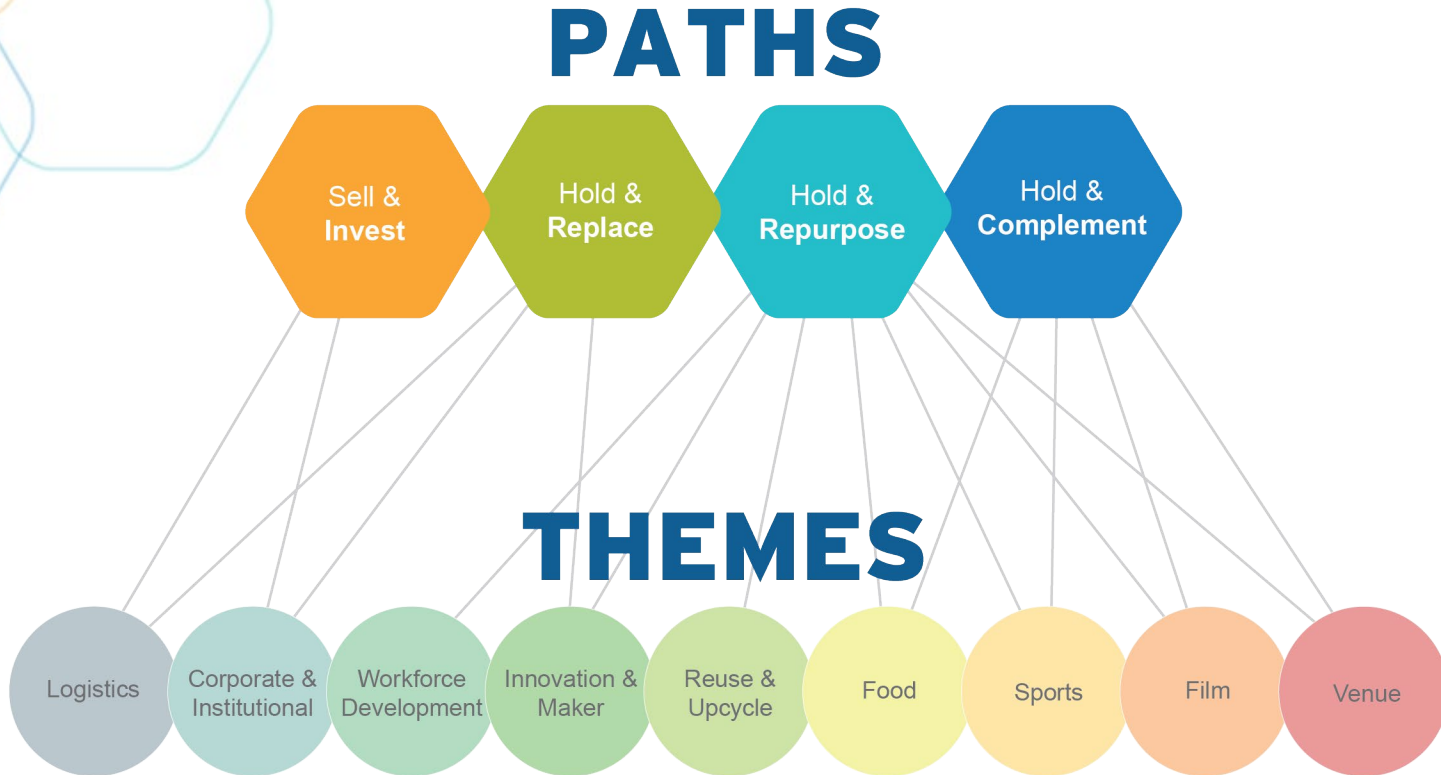 PATHS
Sell &
Invest
Hold &
Replace
Hold &
Repurpose
Hold &
Complement
THEMES
Logistics
Corporate &
Institutional
Workforce
Development
Innovation &
Maker
Reuse &
Upcycle
Food
Sports
Film
Venue